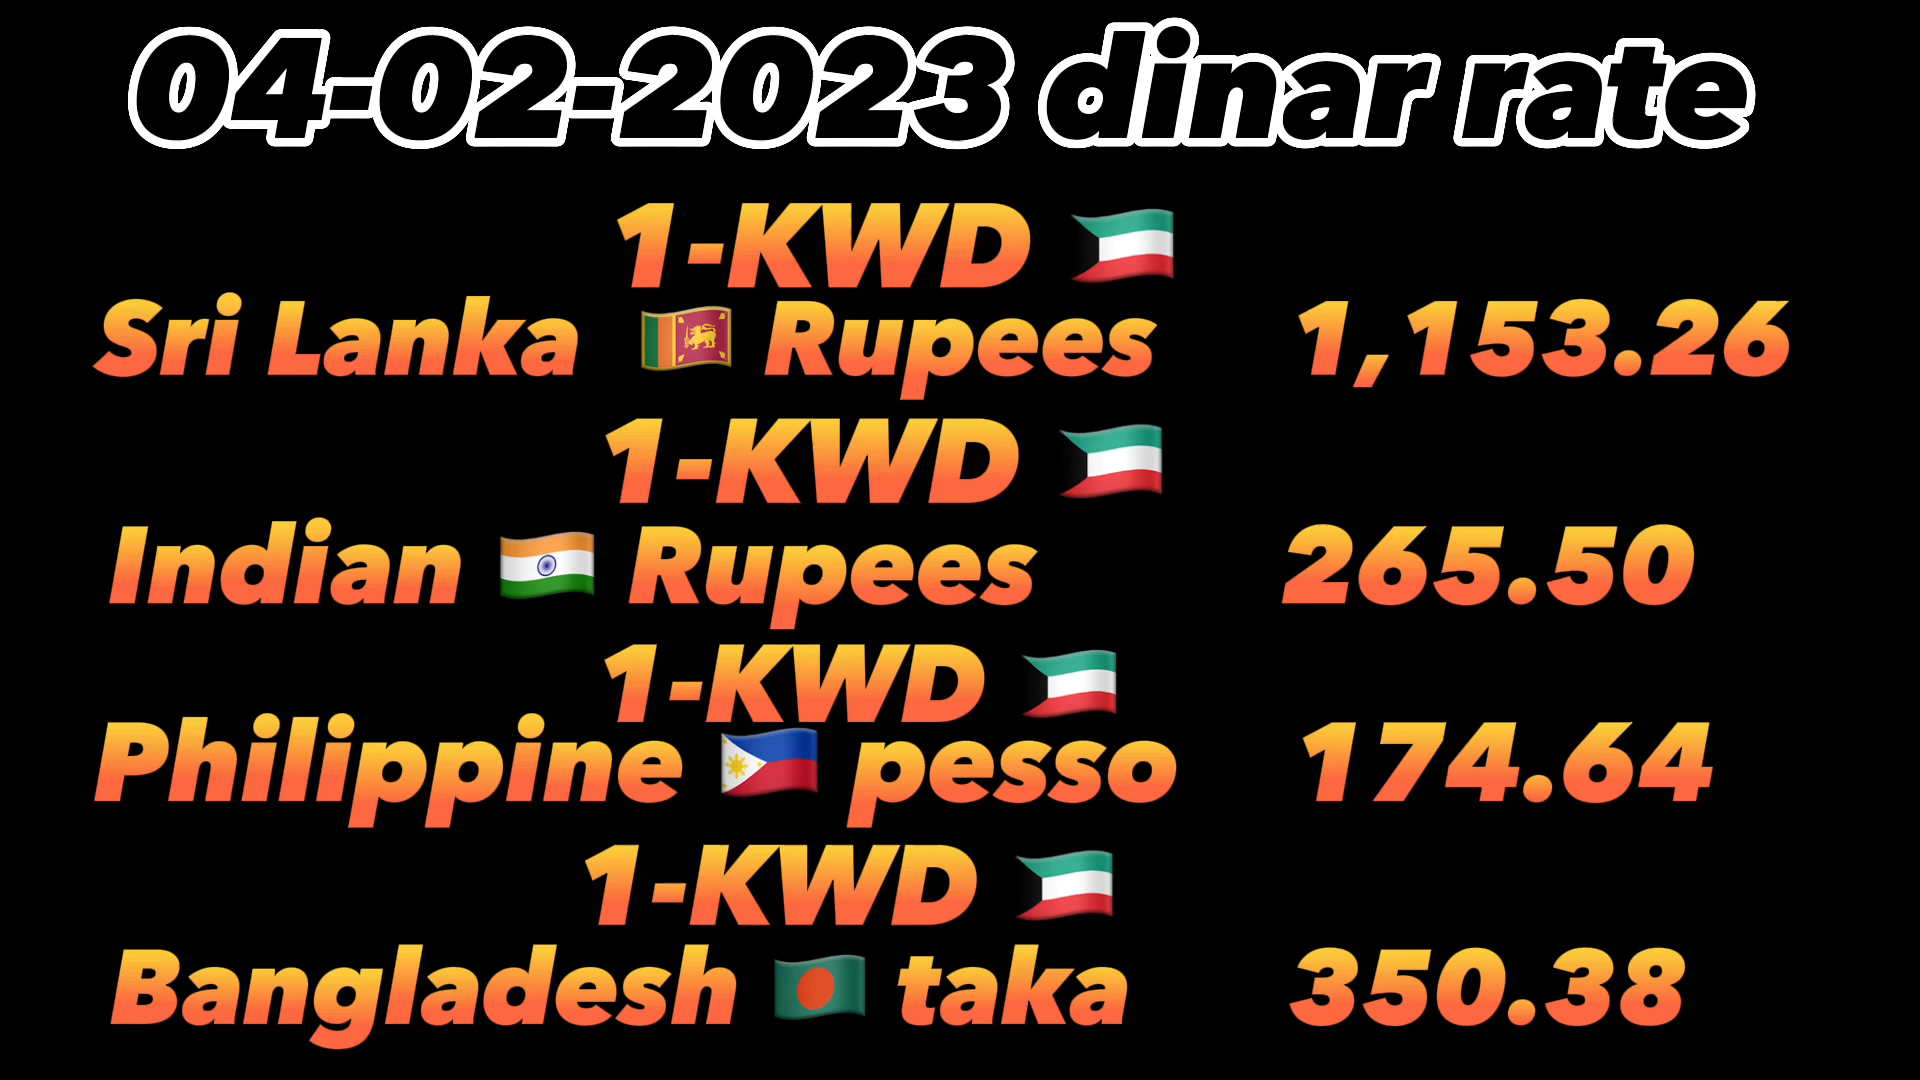 04-02-2023 dinar rate
1-KWD 🇰🇼
Sri Lanka 🇱🇰 Rupees 1,153.26
1-KWD 🇰🇼
Indian 🇮🇳 Rupees 265.50
1-KWD 🇰🇼
Philippine 🇵🇭 pesso 174.64
1-KWD 🇰🇼
Bangladesh 🇧🇩 taka 350.38